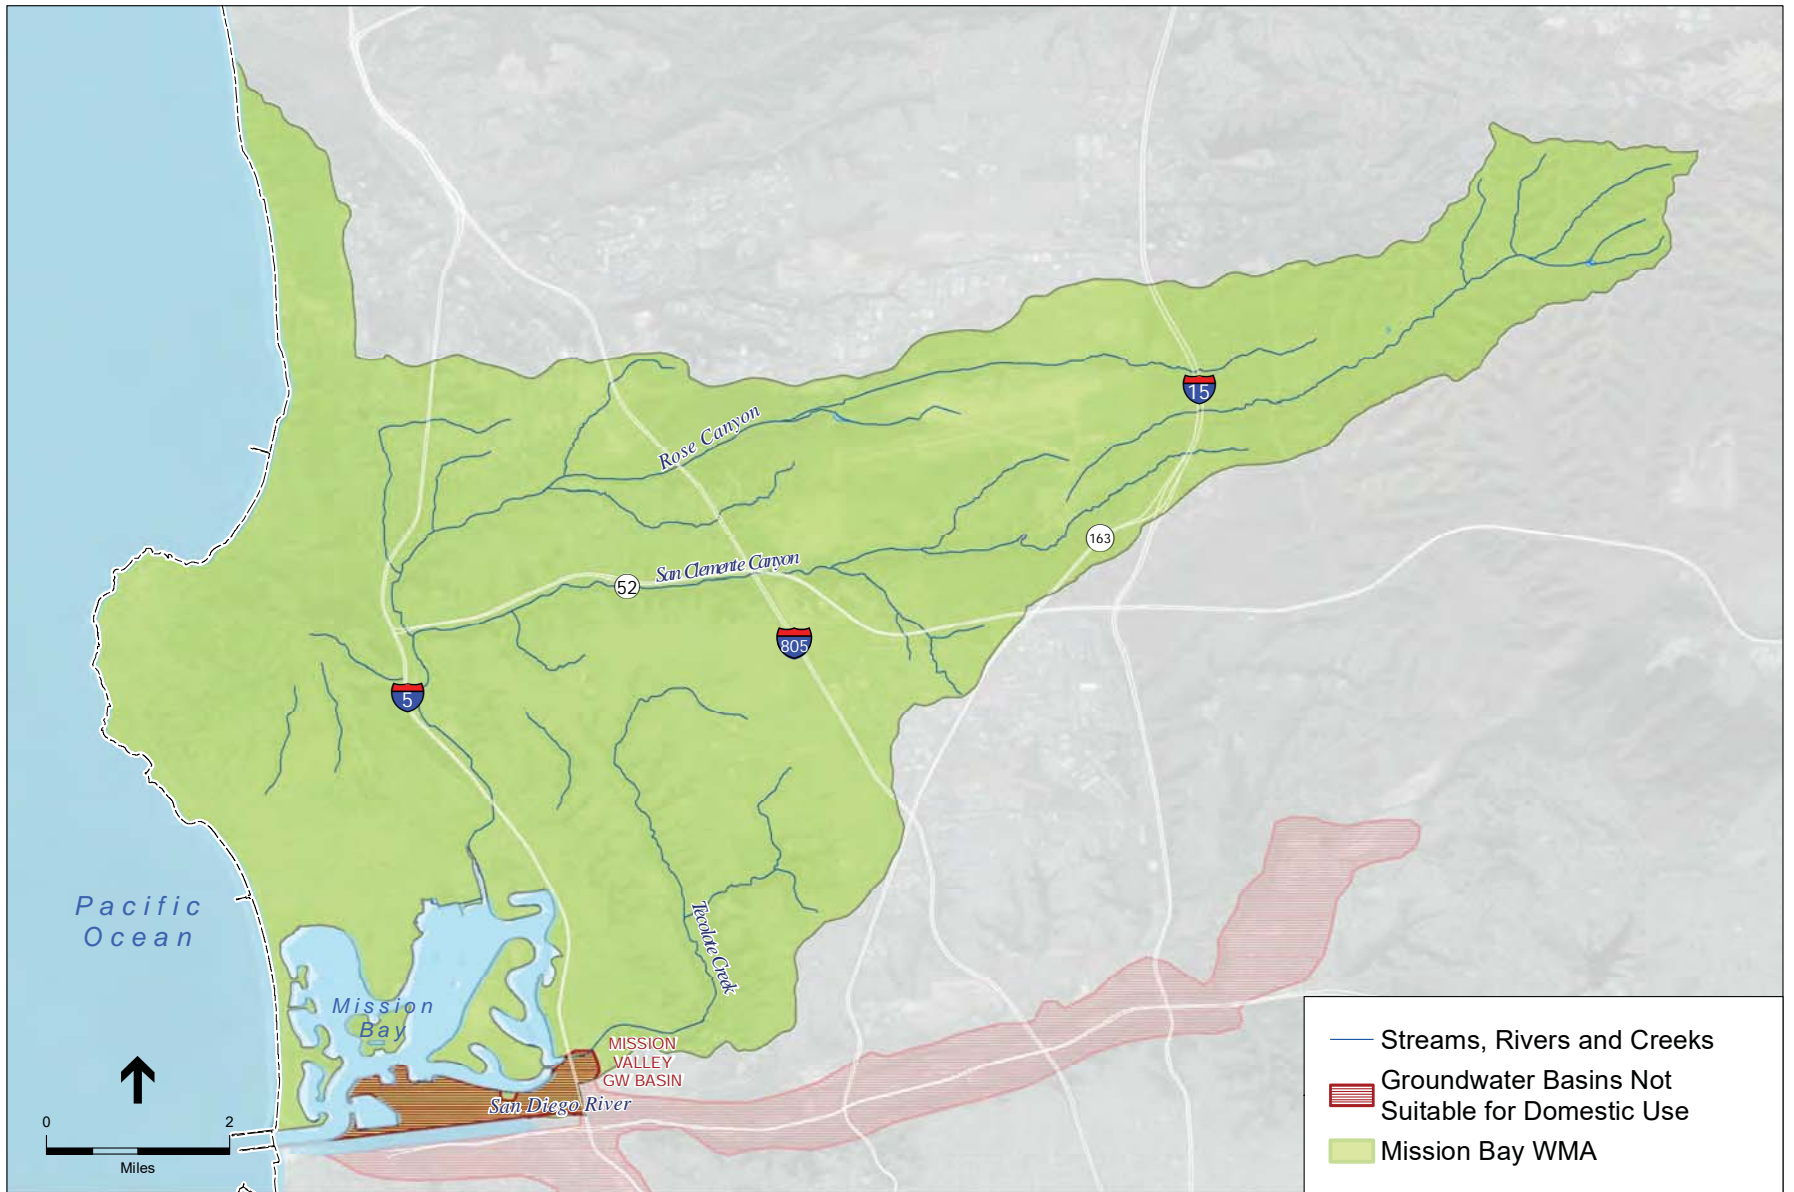 15
Rose Canyon
163
San Clemente Canyon
52
805
5
Tecolote Creek
Pacific
Ocean
Mission
Bay
MISSION
VALLEY
GW BASIN
San Diego River
0
2
Miles
Streams, Rivers and Creeks
Groundwater Basins Not
Suitable for Domestic Use
Mission Bay WMA